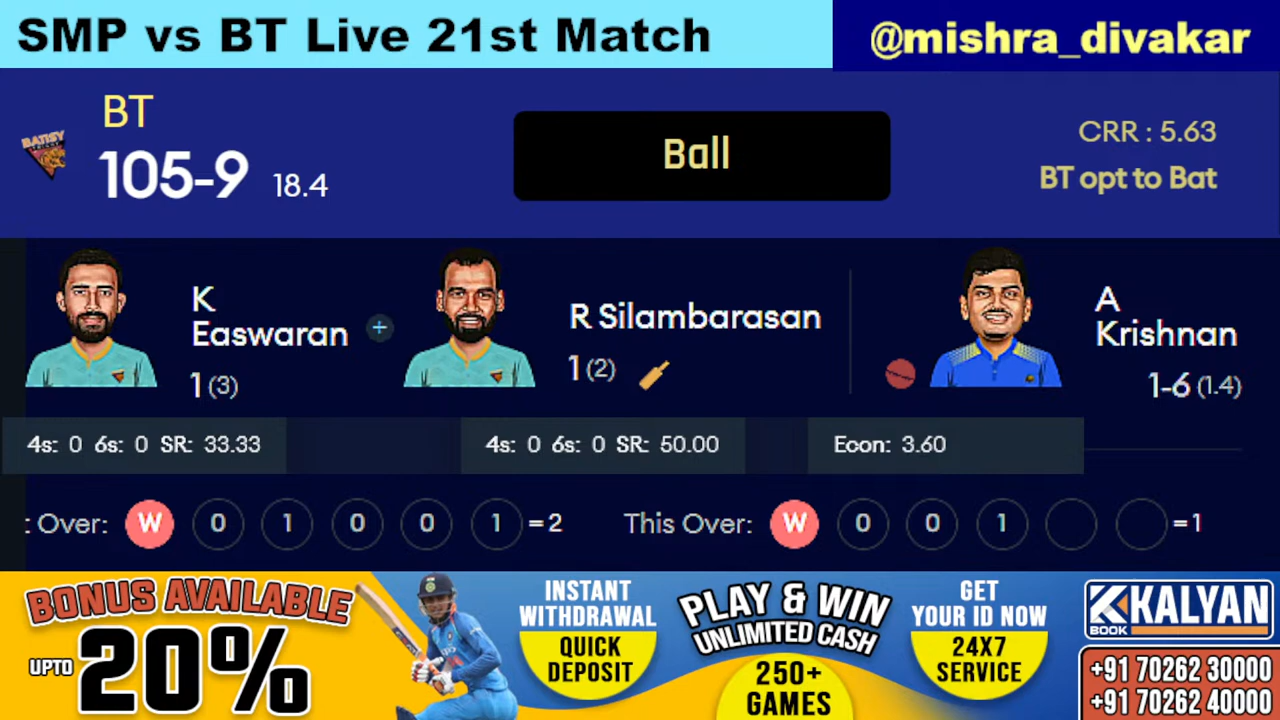 SMP vs BT Live 21st Match
@mishra_divakar
BATISY
BT
105-9 18.4
Ball
CRR : 5.63
BT opt to Bat
K
Easwaran
1 (3)
+
R Silambarasan
1 (2)
A
Krishnan
1-6 (1.4)
4s: 0 6s: 0 SR: 33.33
4s: 0 6s: 0 SR: 50.00
Econ: 3.60
: Over: W 0 1 0 0 1 = 2
This Over: W 0 0 1 = 1
BONUS AVAILABLE
UPTO 20%
INSTANT
WITHDRAWAL
QUICK
DEPOSIT
PLAY & WIN
UNLIMITED CASH
250+
GAMES
GET
YOUR ID NOW
24X7
SERVICE
K KALYAN
BOOK
+91 70262 30000
+91 70262 40000